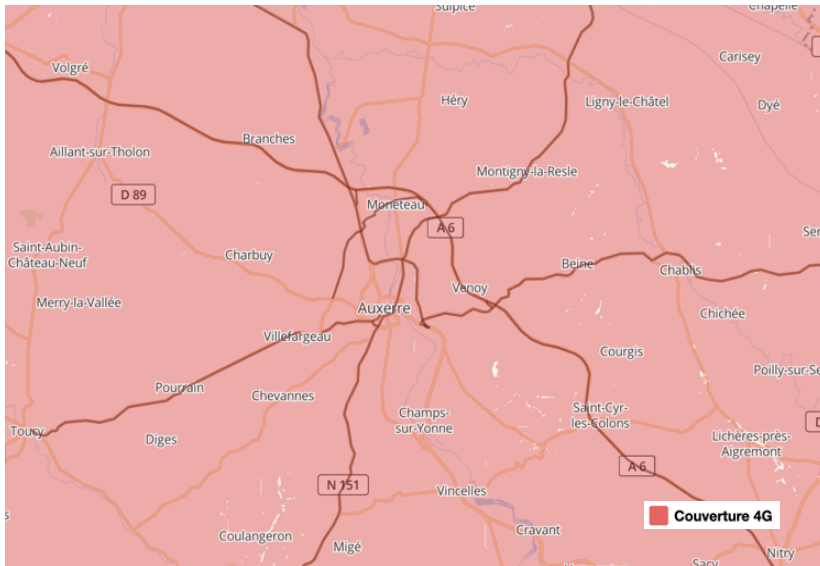 Sulpice
Chapelle
Volgré
Carisey
Héry
Ligny-le-Châtel
Dyé
Branches
Aillant-sur-Tholon
Montigny-la-Resle
D 89
Monéteau
A 6
Saint-Aubin-
Château-Neuf
Charbuy
Beine
Chablis
Venoy
Merry-la-Vallée
Auxerre
Chichée
Villefargeau
Courgis
Poilly-sur-Se
Pourrain
Chevannes
Champs-
sur-Yonne
Saint-Cyr-
les-Colons
Toucy
Diges
Lichères-près-
Aigremont
A 6
N 151
Vincelles
Couverture 4G
Cravant
Coulangeron
Migé
Nitry
Sacy